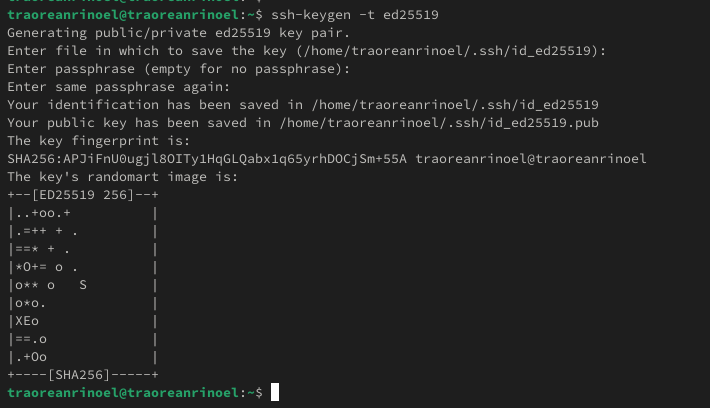 traoreanrinoel@traoreanrinoel:~$ ssh-keygen -t ed25519
Generating public/private ed25519 key pair.
Enter file in which to save the key (/home/traoreanrinoel/.ssh/id_ed25519):
Enter passphrase (empty for no passphrase):
Enter same passphrase again:
Your identification has been saved in /home/traoreanrinoel/.ssh/id_ed25519
Your public key has been saved in /home/traoreanrinoel/.ssh/id_ed25519.pub
The key fingerprint is:
SHA256:APJiFnU0ugjl8OITy1HqGLQabx1q65yrhDOCjSm+55A traoreanrinoel@traoreanrinoel
The key's randomart image is:
+--[ED25519 256]--+
|..+oo.+          |
|.=++ + .         |
|==* + .          |
|*O+= o .         |
|o** o   S        |
|o*o.             |
|XEo              |
|==.o             |
|.+Oo             |
+----[SHA256]-----+
traoreanrinoel@traoreanrinoel:~$